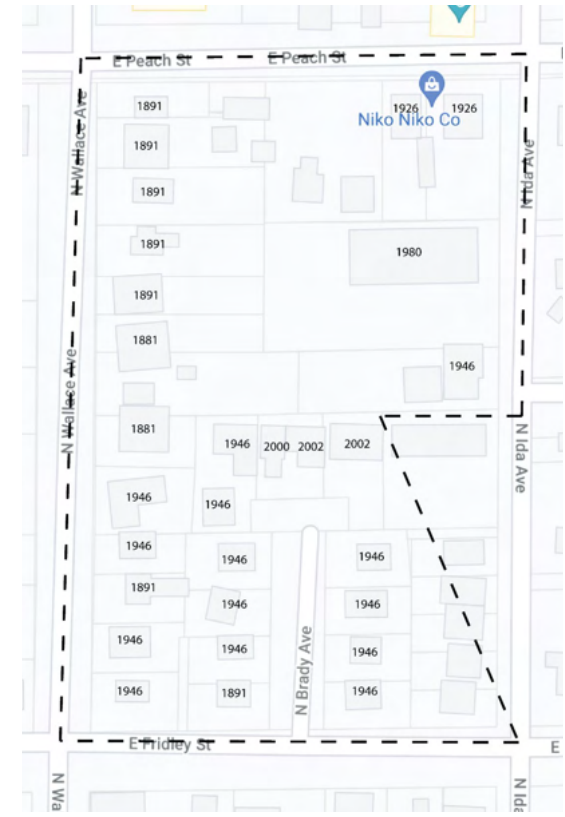 E Peach St
E Peach St
1891
1926
1926
Niko Niko Co
N Wallace Ave
1891
N Ida Ave
1891
1891
1980
1891
1881
1946
N Wallace Ave
1881
1946
2000
2002
2002
N Ida Ave
1946
1946
1946
1946
1946
1891
1946
1946
1946
1946
1946
N Brady Ave
1946
1891
1946
E Fridley St
E
N Wa
N Ida